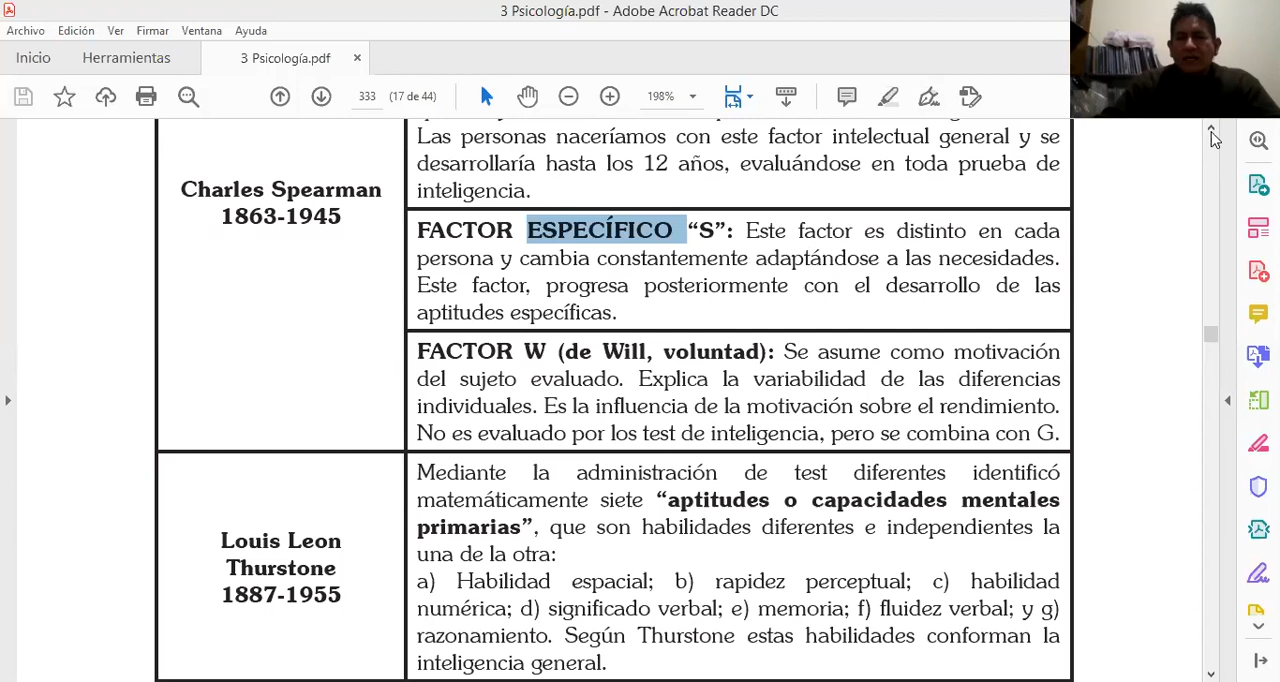 3 Psicología.pdf - Adobe Acrobat Reader DC
Archivo Edición Ver Firmar Ventana Ayuda
Inicio Herramientas 3 Psicología.pdf ×
333 (17 de 44) 198%
Las personas naceríamos con este factor intelectual general y se
desarrollaría hasta los 12 años, evaluándose en toda prueba de
inteligencia.
Charles Spearman
1863-1945
FACTOR ESPECÍFICO “S”: Este factor es distinto en cada
persona y cambia constantemente adaptándose a las necesidades.
Este factor, progresa posteriormente con el desarrollo de las
aptitudes específicas.
FACTOR W (de Will, voluntad): Se asume como motivación
del sujeto evaluado. Explica la variabilidad de las diferencias
individuales. Es la influencia de la motivación sobre el rendimiento.
No es evaluado por los test de inteligencia, pero se combina con G.
Louis Leon
Thurstone
1887-1955
Mediante la administración de test diferentes identificó
matemáticamente siete “aptitudes o capacidades mentales
primarias”, que son habilidades diferentes e independientes la
una de la otra:
a) Habilidad espacial; b) rapidez perceptual; c) habilidad
numérica; d) significado verbal; e) memoria; f) fluidez verbal; y g)
razonamiento. Según Thurstone estas habilidades conforman la
inteligencia general.